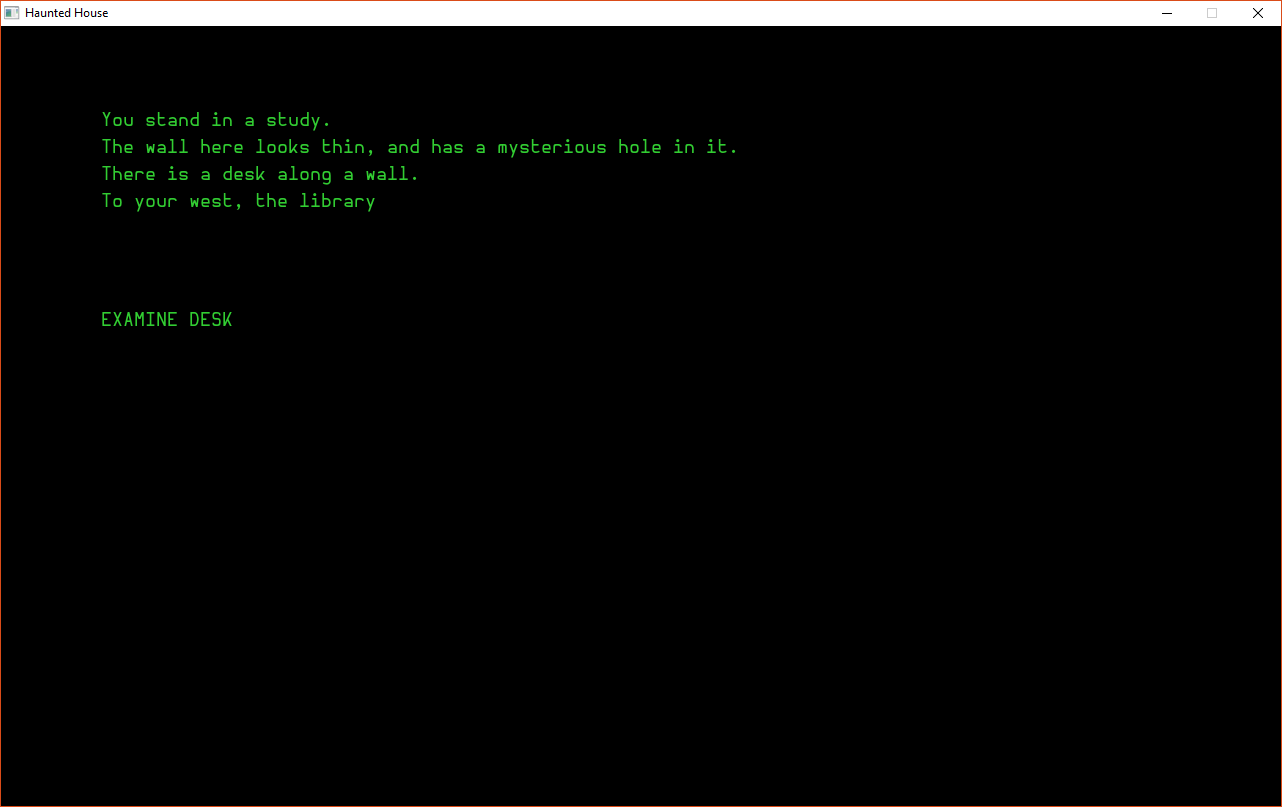 Haunted House
You stand in a study.
The wall here looks thin, and has a mysterious hole in it.
There is a desk along a wall.
To your west, the library
EXAMINE DESK